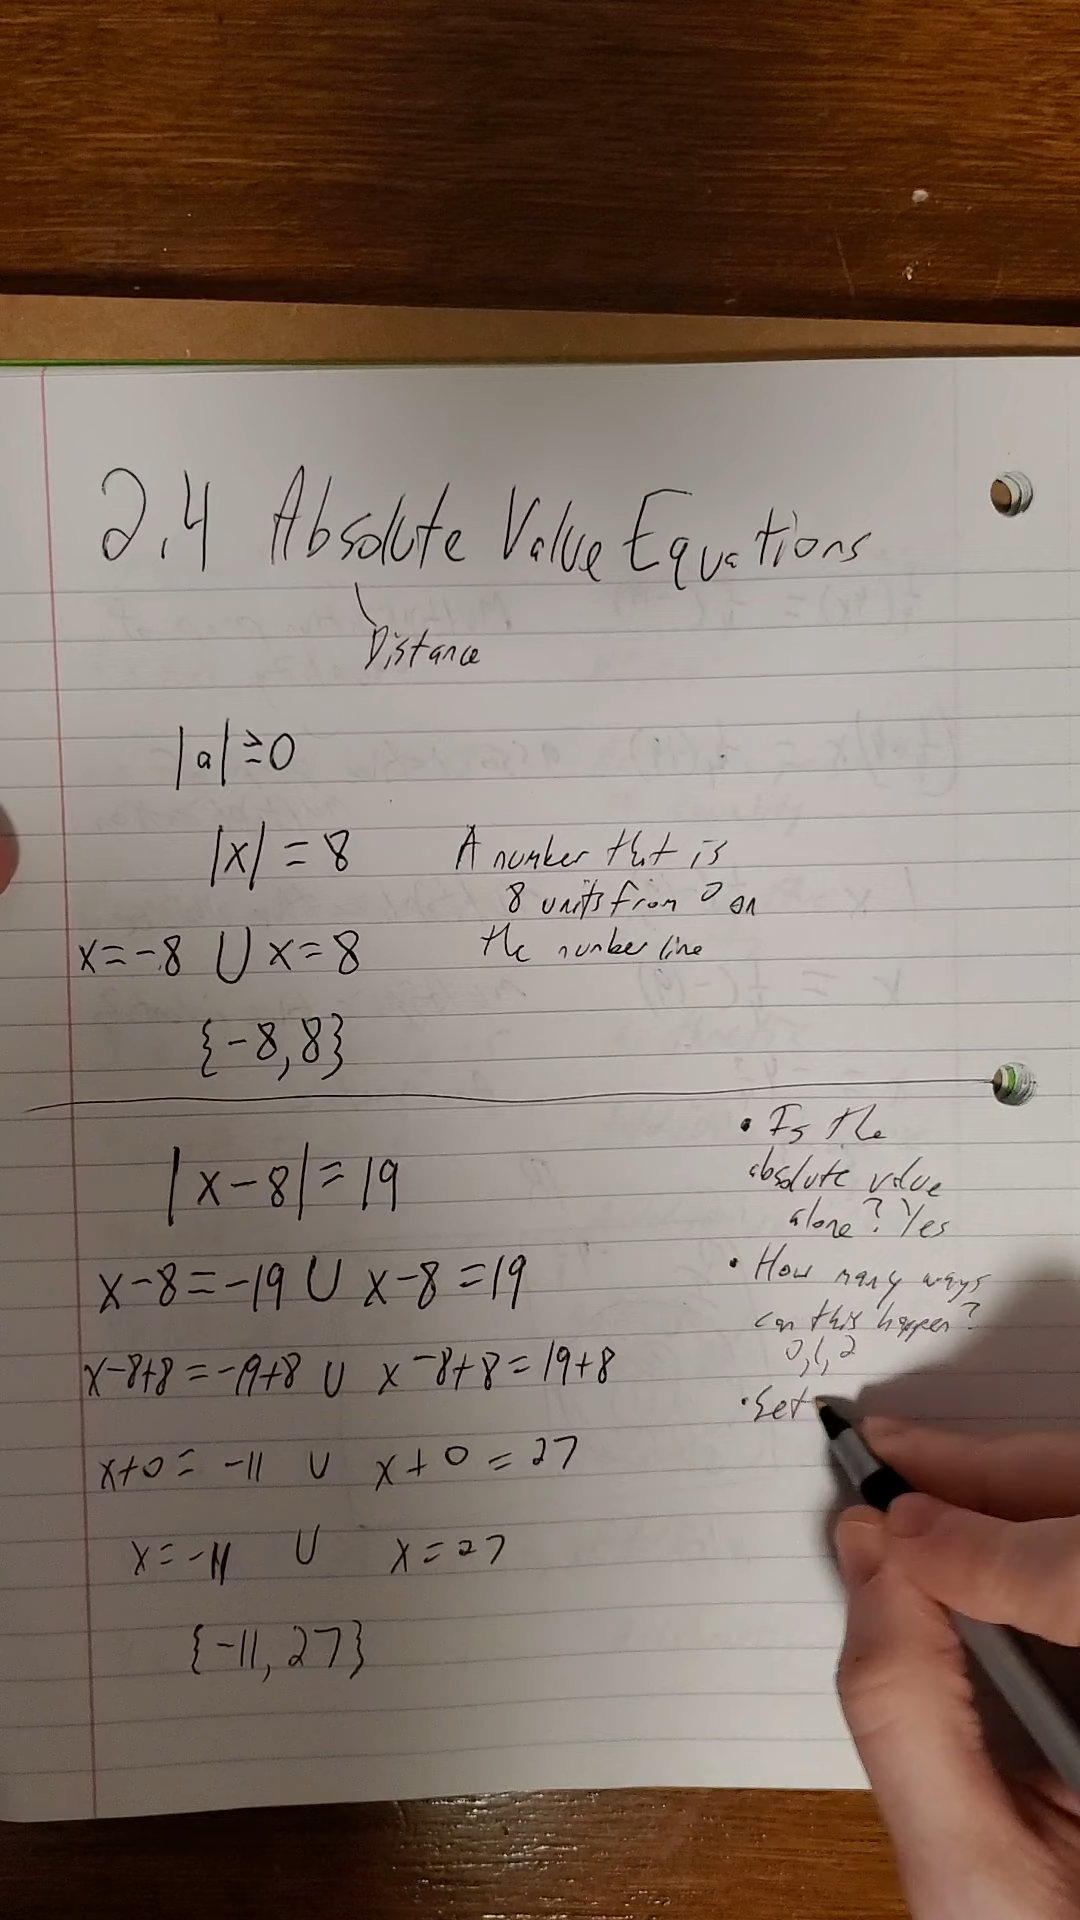 2.4 Absolute Value Equations
Distance
|a| ≥ 0
|x| = 8
A number that is
8 units from 0 on
the number line
x = -8 ∪ x = 8
{-8, 8}
|x - 8| = 19
x - 8 = -19 ∪ x - 8 = 19
x - 8 + 8 = -19 + 8 ∪ x - 8 + 8 = 19 + 8
x + 0 = -11 ∪ x + 0 = 27
x = -11 ∪ x = 27
{-11, 27}
• Is the
absolute value
alone? Yes
• How many ways
can this happen?
0, 1, 2
• Set